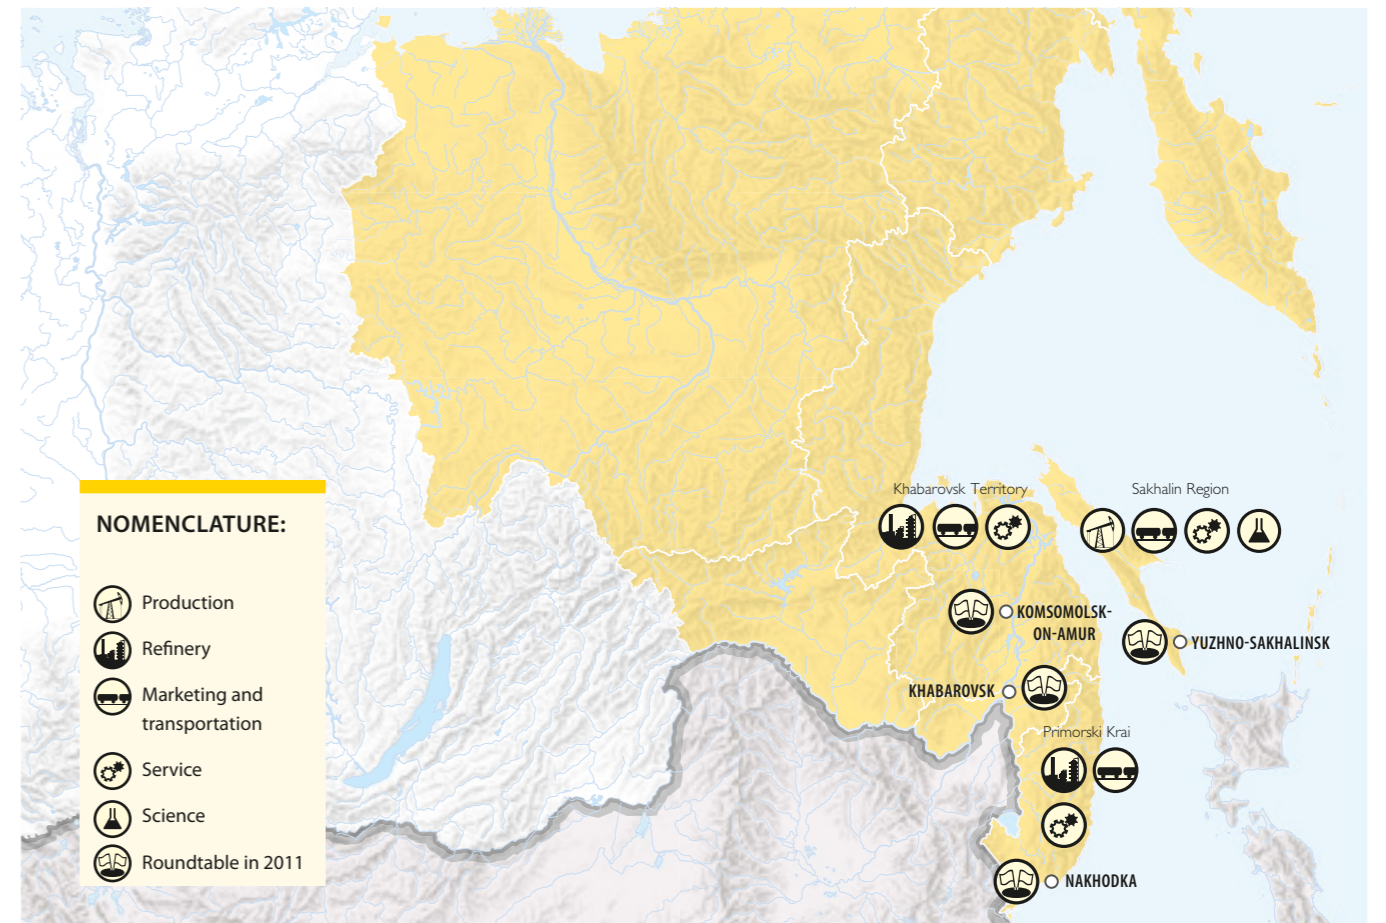 NOMENCLATURE:
Production
Refinery
Marketing and
transportation
Service
Science
Roundtable in 2011
Khabarovsk Territory
Sakhalin Region
KOMSOMOLSK-
ON-AMUR
YUZHNO-SAKHALINSK
KHABAROVSK
Primorski Krai
NAKHODKA